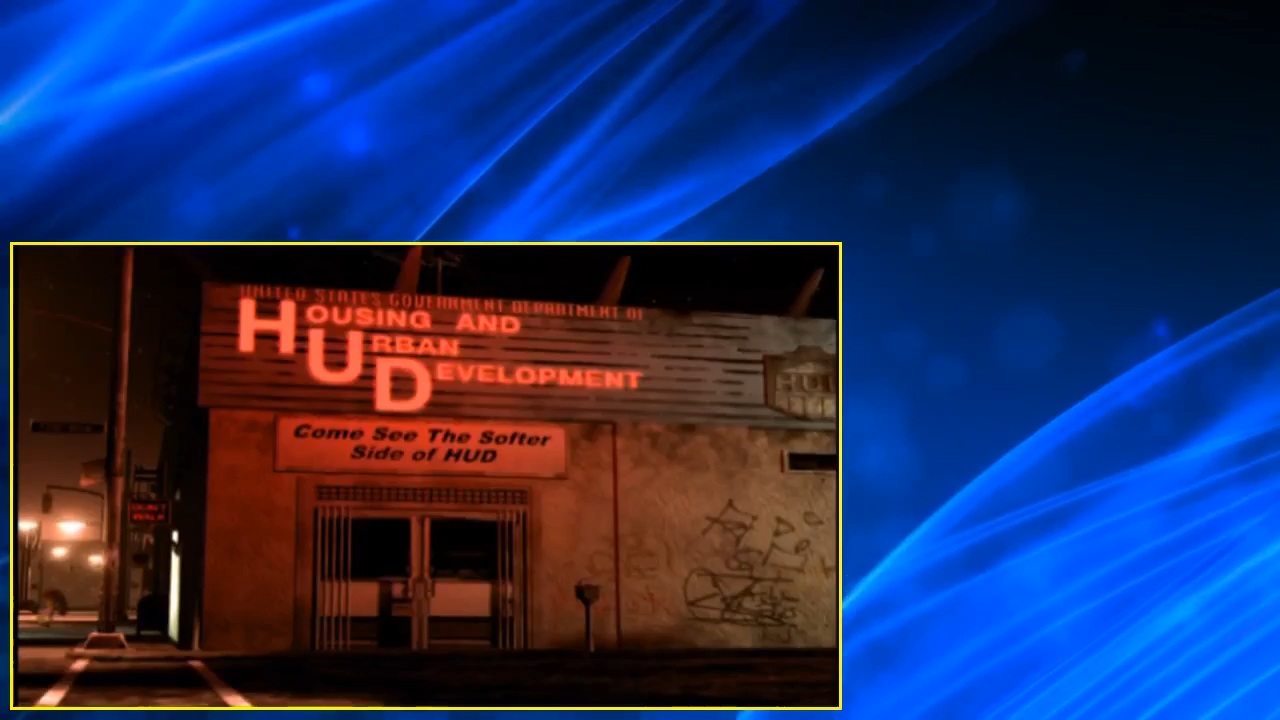 UNITED STATES GOVERNMENT DEPARTMENT OF
HOUSING AND
URBAN
DEVELOPMENT
HUD
Come See The Softer
Side of HUD
DON'T
WALK